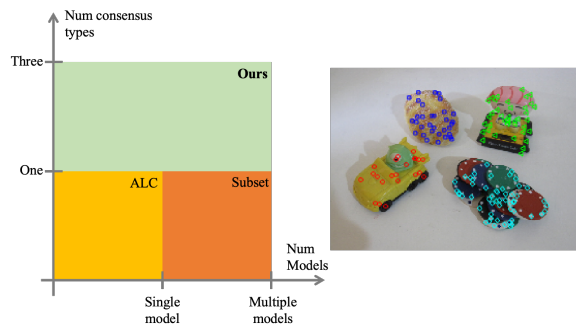 Num consensus
types
Three
Ours
One
ALC
Subset
Num
Models
Single
model
Multiple
models